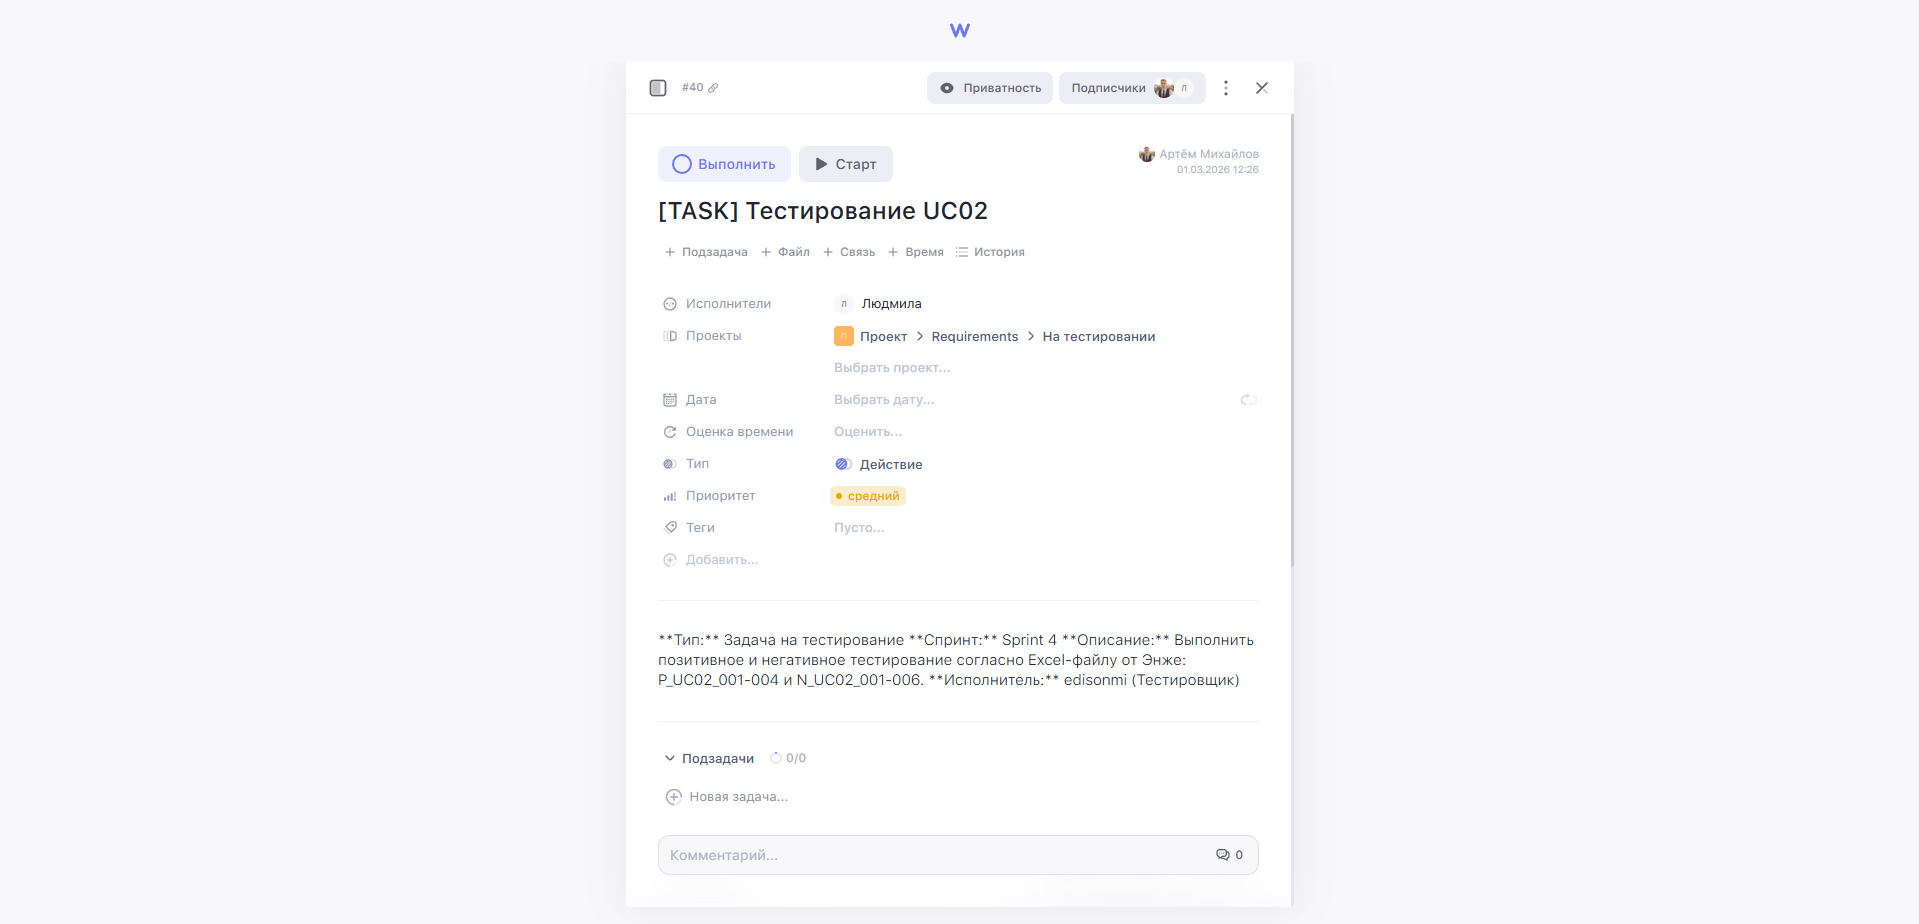 W
#40
Приватность
Подписчики Л
Выполнить
Старт
Артём Михайлов
01.03.2026 12:26
[TASK] Тестирование UC02
+ Подзадача + Файл + Связь + Время История
Исполнители Л Людмила
Проекты П Проект > Requirements > На тестировании
Выбрать проект...
Дата Выбрать дату...
Оценка времени Оценить...
Тип Действие
Приоритет средний
Теги Пусто...
Добавить...
**Тип:** Задача на тестирование **Спринт:** Sprint 4 **Описание:** Выполнить
позитивное и негативное тестирование согласно Excel-файлу от Энже:
P_UC02_001-004 и N_UC02_001-006. **Исполнитель:** edisonmi (Тестировщик)
Подзадачи 0/0
Новая задача...
Комментарий... 0